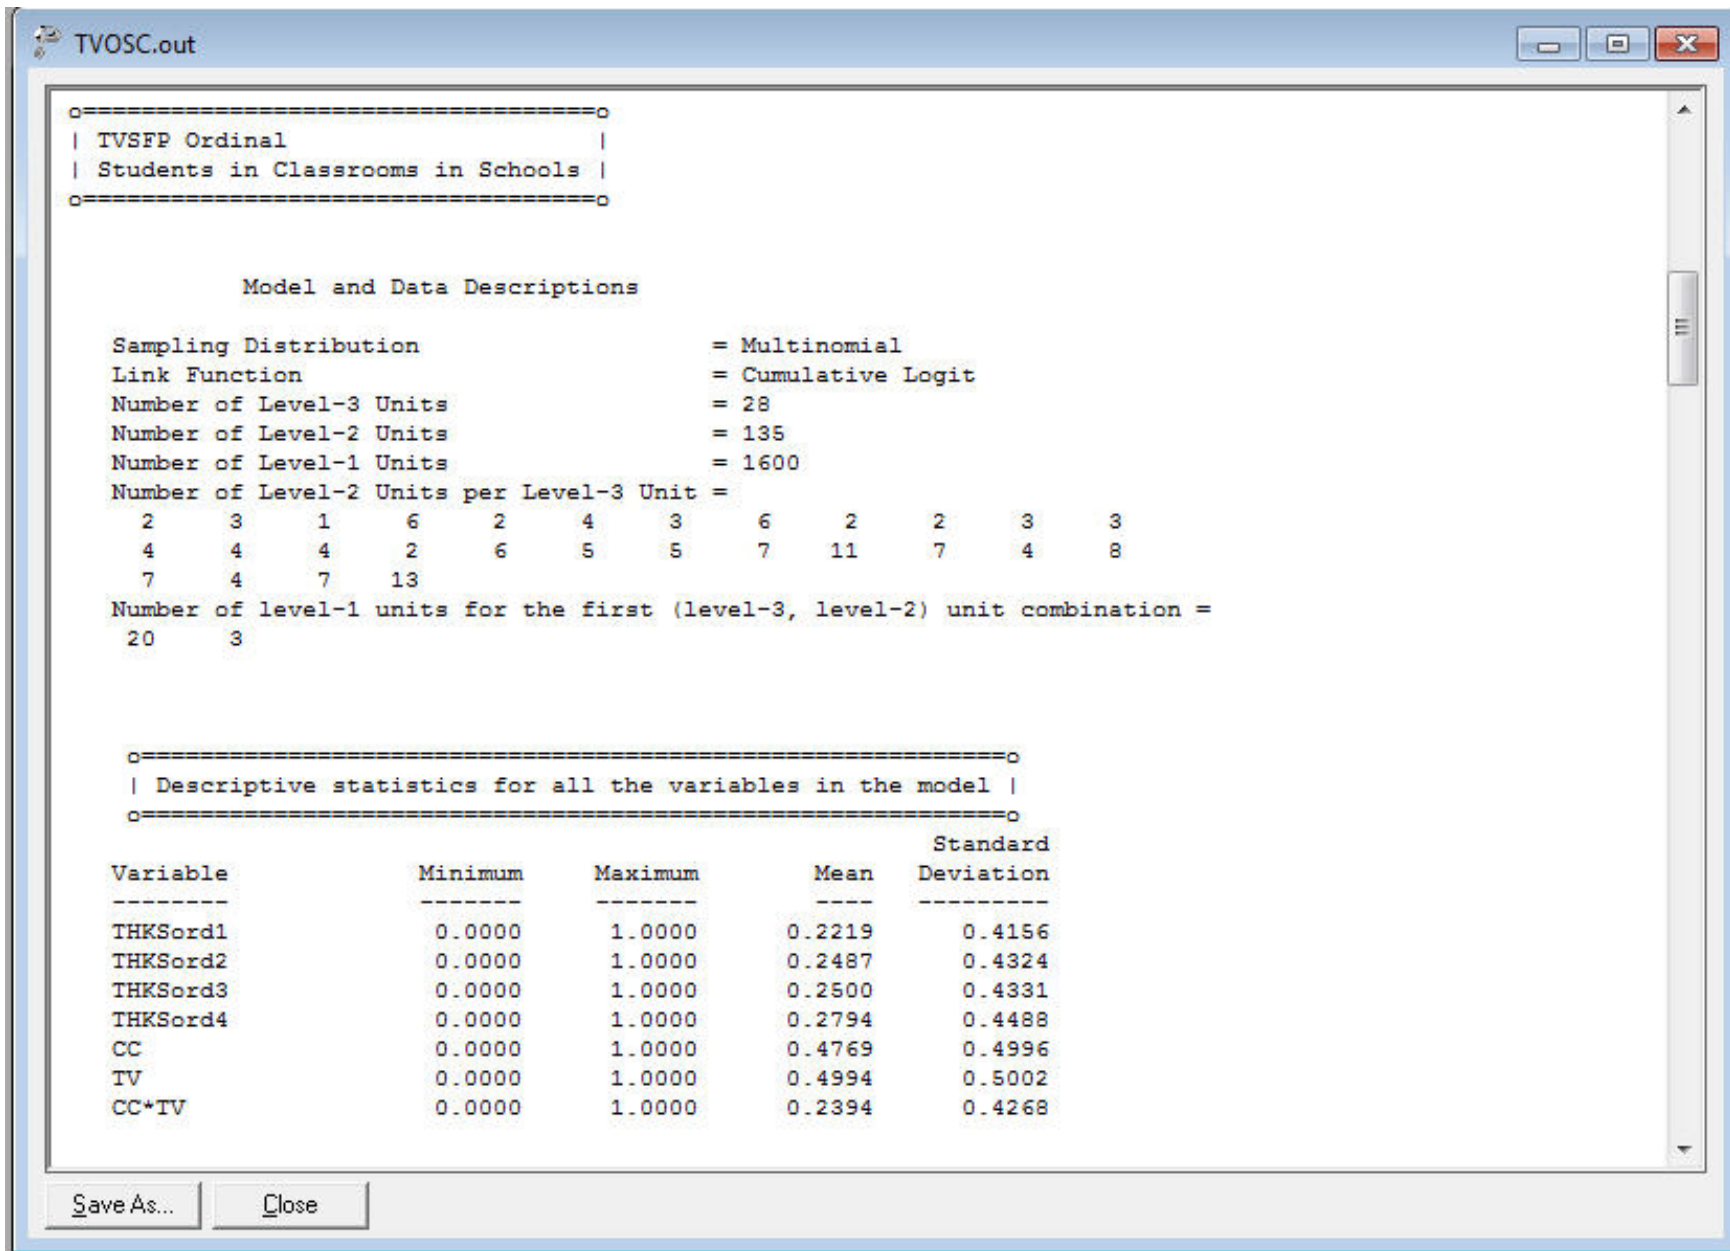 TVOSC.out
o===================================o
| TVSFP Ordinal                     |
| Students in Classrooms in Schools |
o===================================o
Model and Data Descriptions
Sampling Distribution = Multinomial
Link Function = Cumulative Logit
Number of Level-3 Units = 28
Number of Level-2 Units = 135
Number of Level-1 Units = 1600
Number of Level-2 Units per Level-3 Unit =
2 3 1 6 2 4 3 6 2 2 3 3
4 4 4 2 6 5 5 7 11 7 4 8
7 4 7 13
Number of level-1 units for the first (level-3, level-2) unit combination =
20 3
o===========================================================o
| Descriptive statistics for all the variables in the model |
o===========================================================o
Standard
Variable Minimum Maximum Mean Deviation
-------- ------- ------- ---- ---------
THKSord1 0.0000 1.0000 0.2219 0.4156
THKSord2 0.0000 1.0000 0.2487 0.4324
THKSord3 0.0000 1.0000 0.2500 0.4331
THKSord4 0.0000 1.0000 0.2794 0.4488
CC 0.0000 1.0000 0.4769 0.4996
TV 0.0000 1.0000 0.4994 0.5002
CC*TV 0.0000 1.0000 0.2394 0.4268
Save As... Close